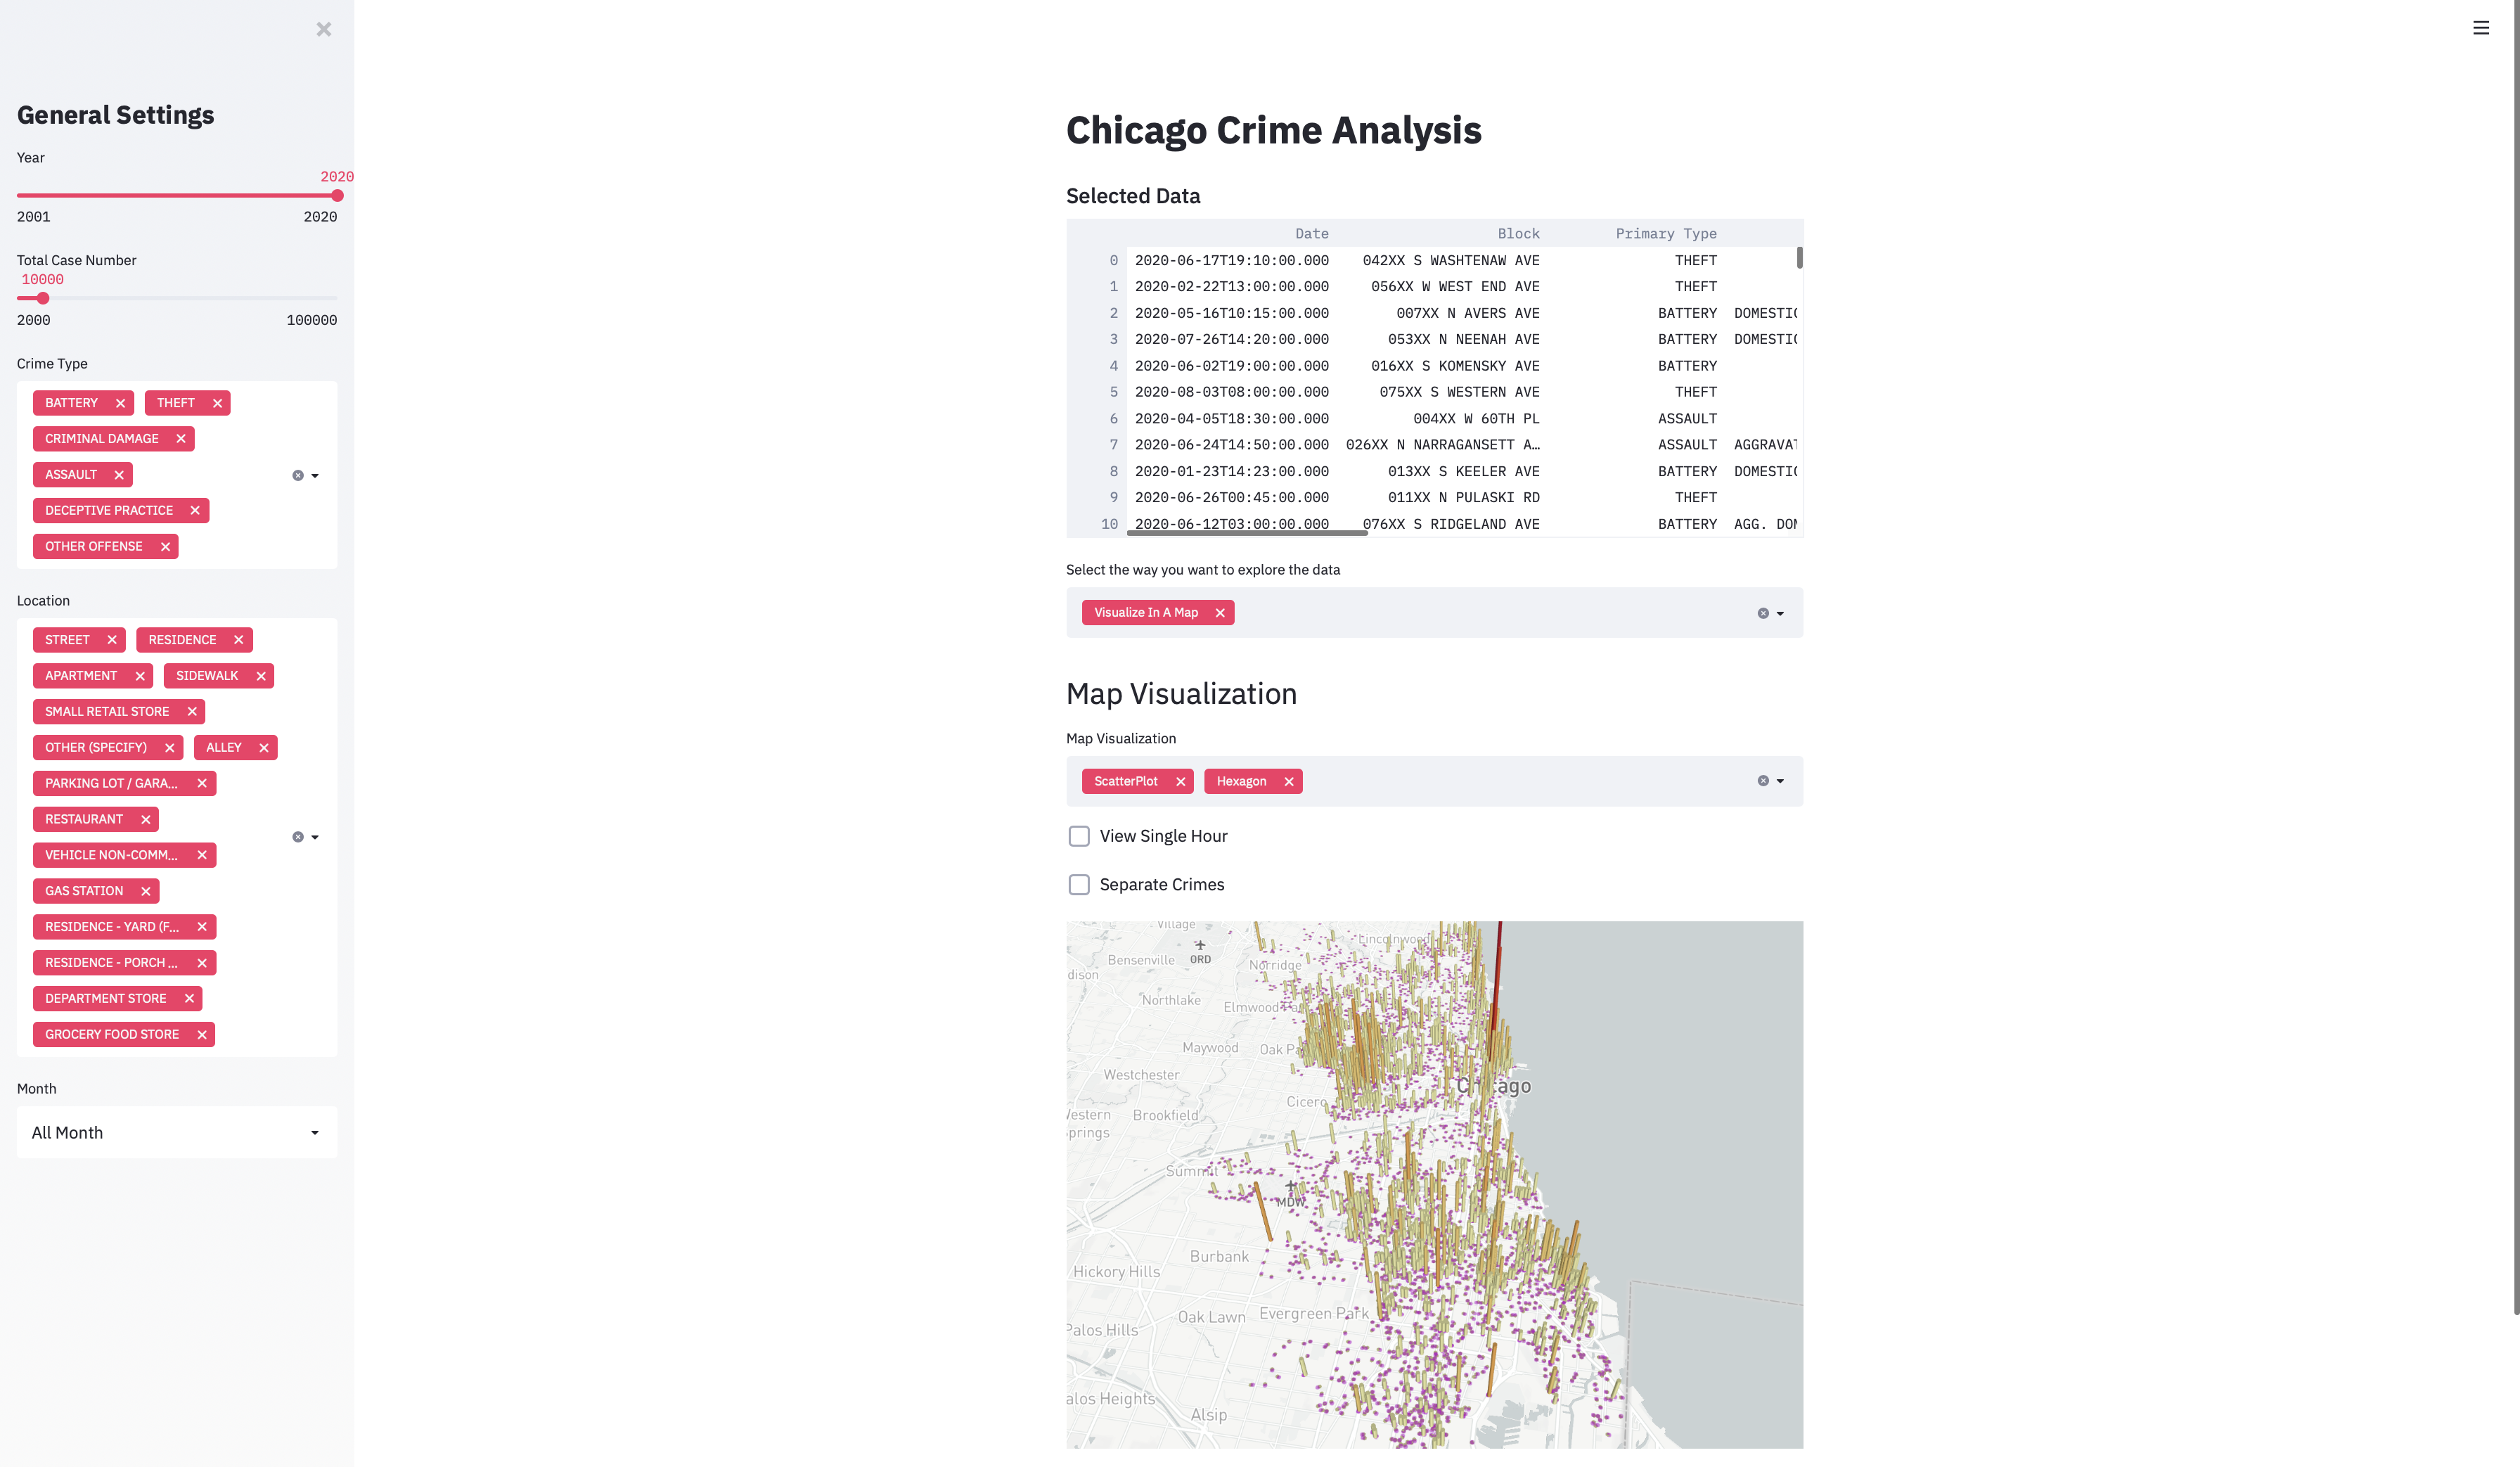 General Settings
Year
2020
2001 2020
Total Case Number
10000
2000 100000
Crime Type
BATTERY THEFT
CRIMINAL DAMAGE
ASSAULT
DECEPTIVE PRACTICE
OTHER OFFENSE
Location
STREET RESIDENCE
APARTMENT SIDEWALK
SMALL RETAIL STORE
OTHER (SPECIFY) ALLEY
PARKING LOT / GARA...
RESTAURANT
VEHICLE NON-COMM...
GAS STATION
RESIDENCE - YARD (F...
RESIDENCE - PORCH ...
DEPARTMENT STORE
GROCERY FOOD STORE
Month
All Month
Chicago Crime Analysis
Selected Data
Date Block Primary Type
0 2020-06-17T19:10:00.000 042XX S WASHTENAW AVE THEFT
1 2020-02-22T13:00:00.000 056XX W WEST END AVE THEFT
2 2020-05-16T10:15:00.000 007XX N AVERS AVE BATTERY DOMESTIC
3 2020-07-26T14:20:00.000 053XX N NEENAH AVE BATTERY DOMESTIC
4 2020-06-02T19:00:00.000 016XX S KOMENSKY AVE BATTERY
5 2020-08-03T08:00:00.000 075XX S WESTERN AVE THEFT
6 2020-04-05T18:30:00.000 004XX W 60TH PL ASSAULT
7 2020-06-24T14:50:00.000 026XX N NARRAGANSETT A… ASSAULT AGGRAVAT
8 2020-01-23T14:23:00.000 013XX S KEELER AVE BATTERY DOMESTIC
9 2020-06-26T00:45:00.000 011XX N PULASKI RD THEFT
10 2020-06-12T03:00:00.000 076XX S RIDGELAND AVE BATTERY AGG. DOM
Select the way you want to explore the data
Visualize In A Map
Map Visualization
Map Visualization
ScatterPlot Hexagon
View Single Hour
Separate Crimes
Village
Lincolnwood
Bensenville
ORD
Norridge
dison
Northlake
Elmwood Pa
Maywood
Oak Pa
Westchester
Chicago
Cicero
Western
Springs
Brookfield
Summit
MDW
Burbank
Hickory Hills
Oak Lawn
Evergreen Park
Palos Hills
alos Heights
Alsip